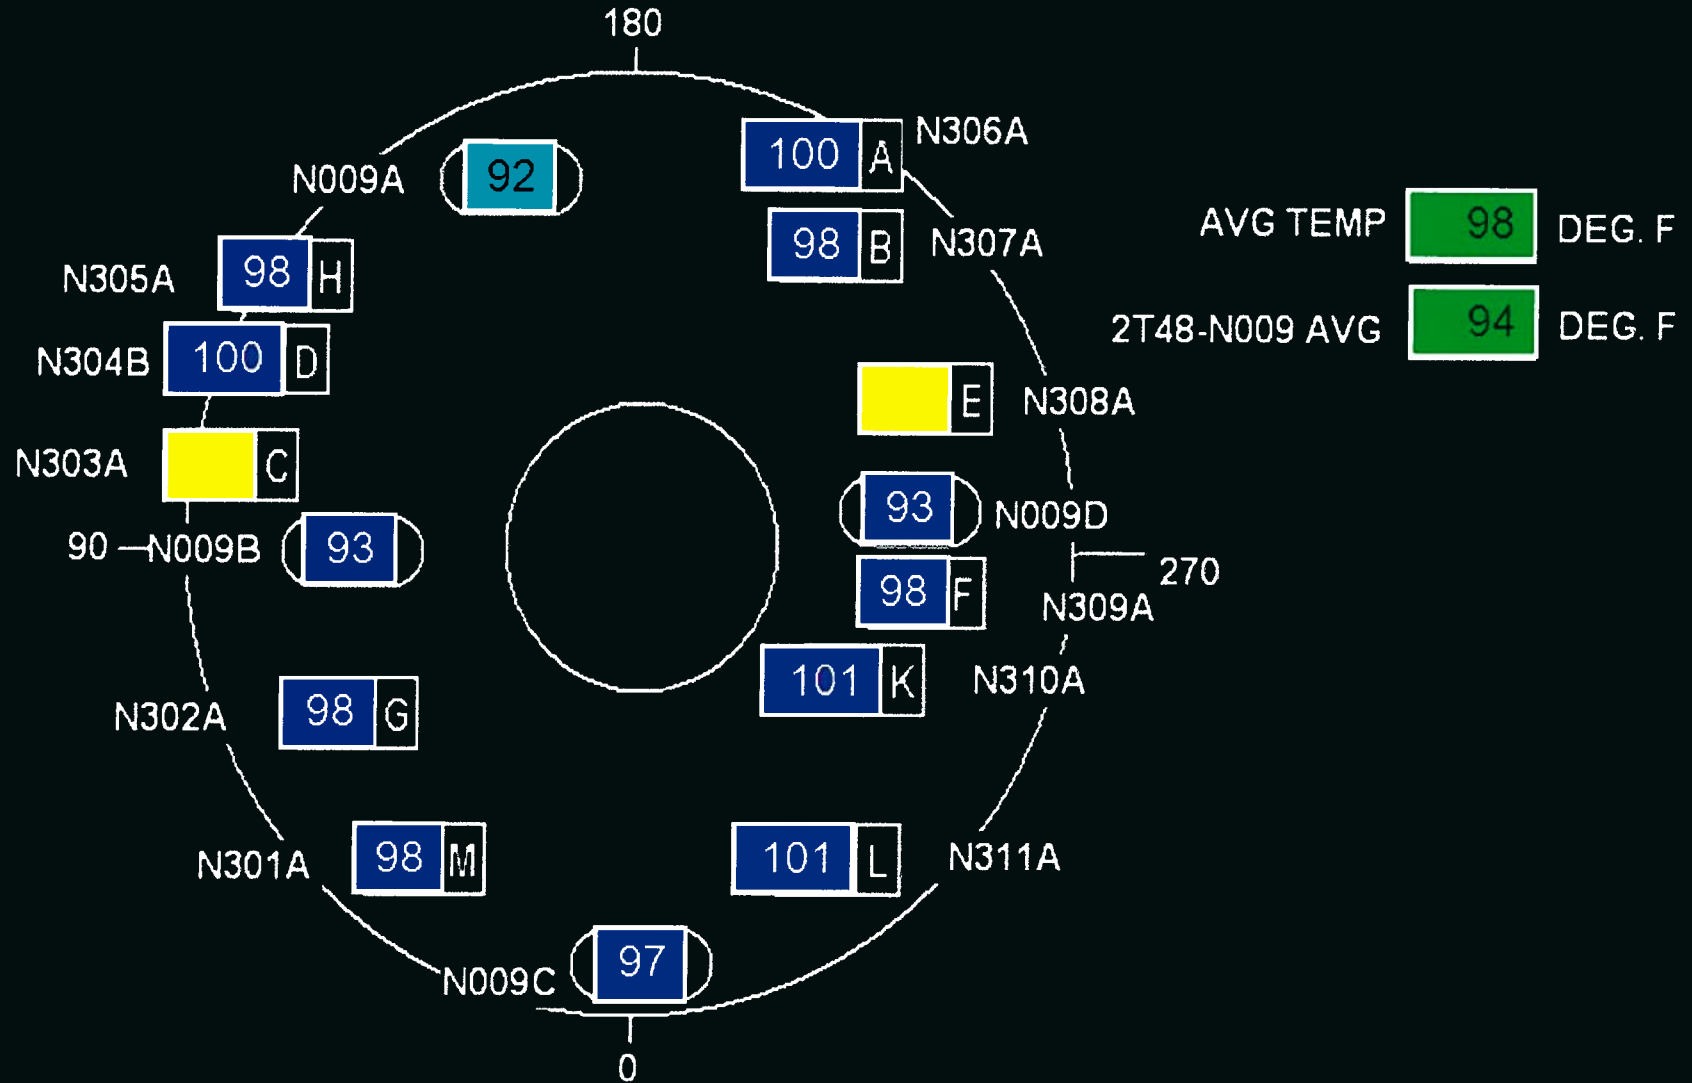 180
N306A
100 A
N009A
92
98 B
N307A
AVG TEMP 98 DEG. F
N305A
98 H
2T48-N009 AVG 94 DEG. F
N304B
100 D
E
N308A
N303A
C
93
N009D
90
N009B
93
270
98 F
N309A
101 K
N310A
N302A
98 G
N301A
98 M
101 L
N311A
N009C
97
0